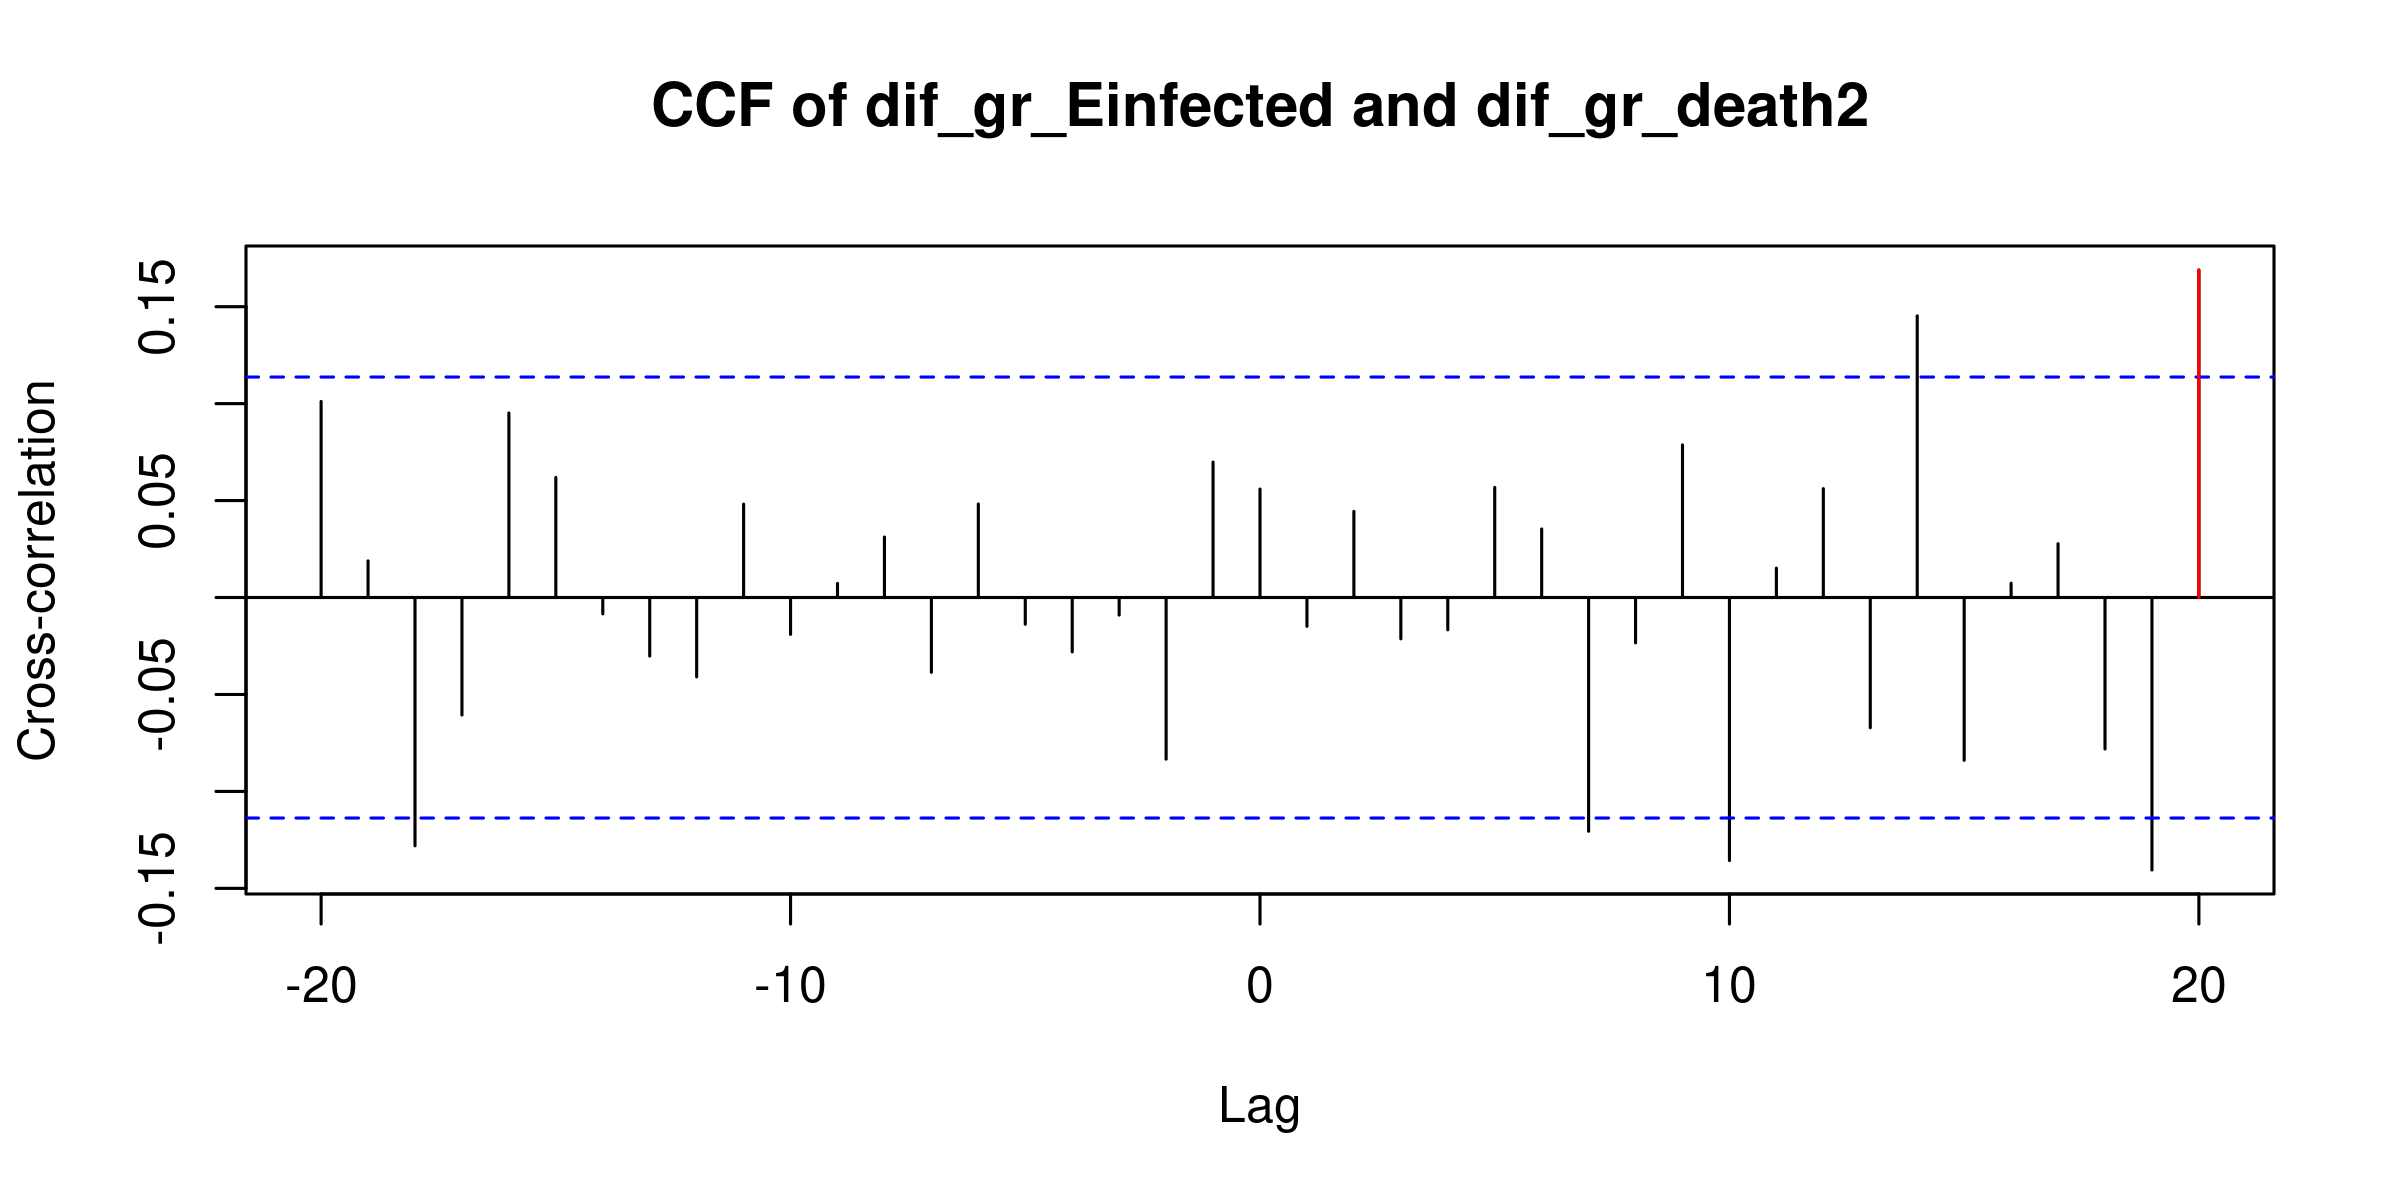 CCF of dif_gr_Einfected and dif_gr_death2
Cross-correlation
0.15
0.05
-0.05
-0.15
-20 -10 0 10 20
Lag